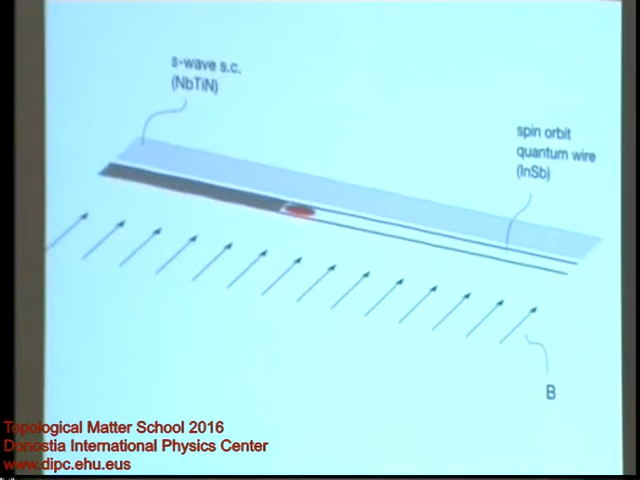 s-wave s.c.
(NbTiN)
spin orbit
quantum wire
(InSb)
B
Topological Matter School 2016
Donostia International Physics Center
www.dipc.ehu.eus